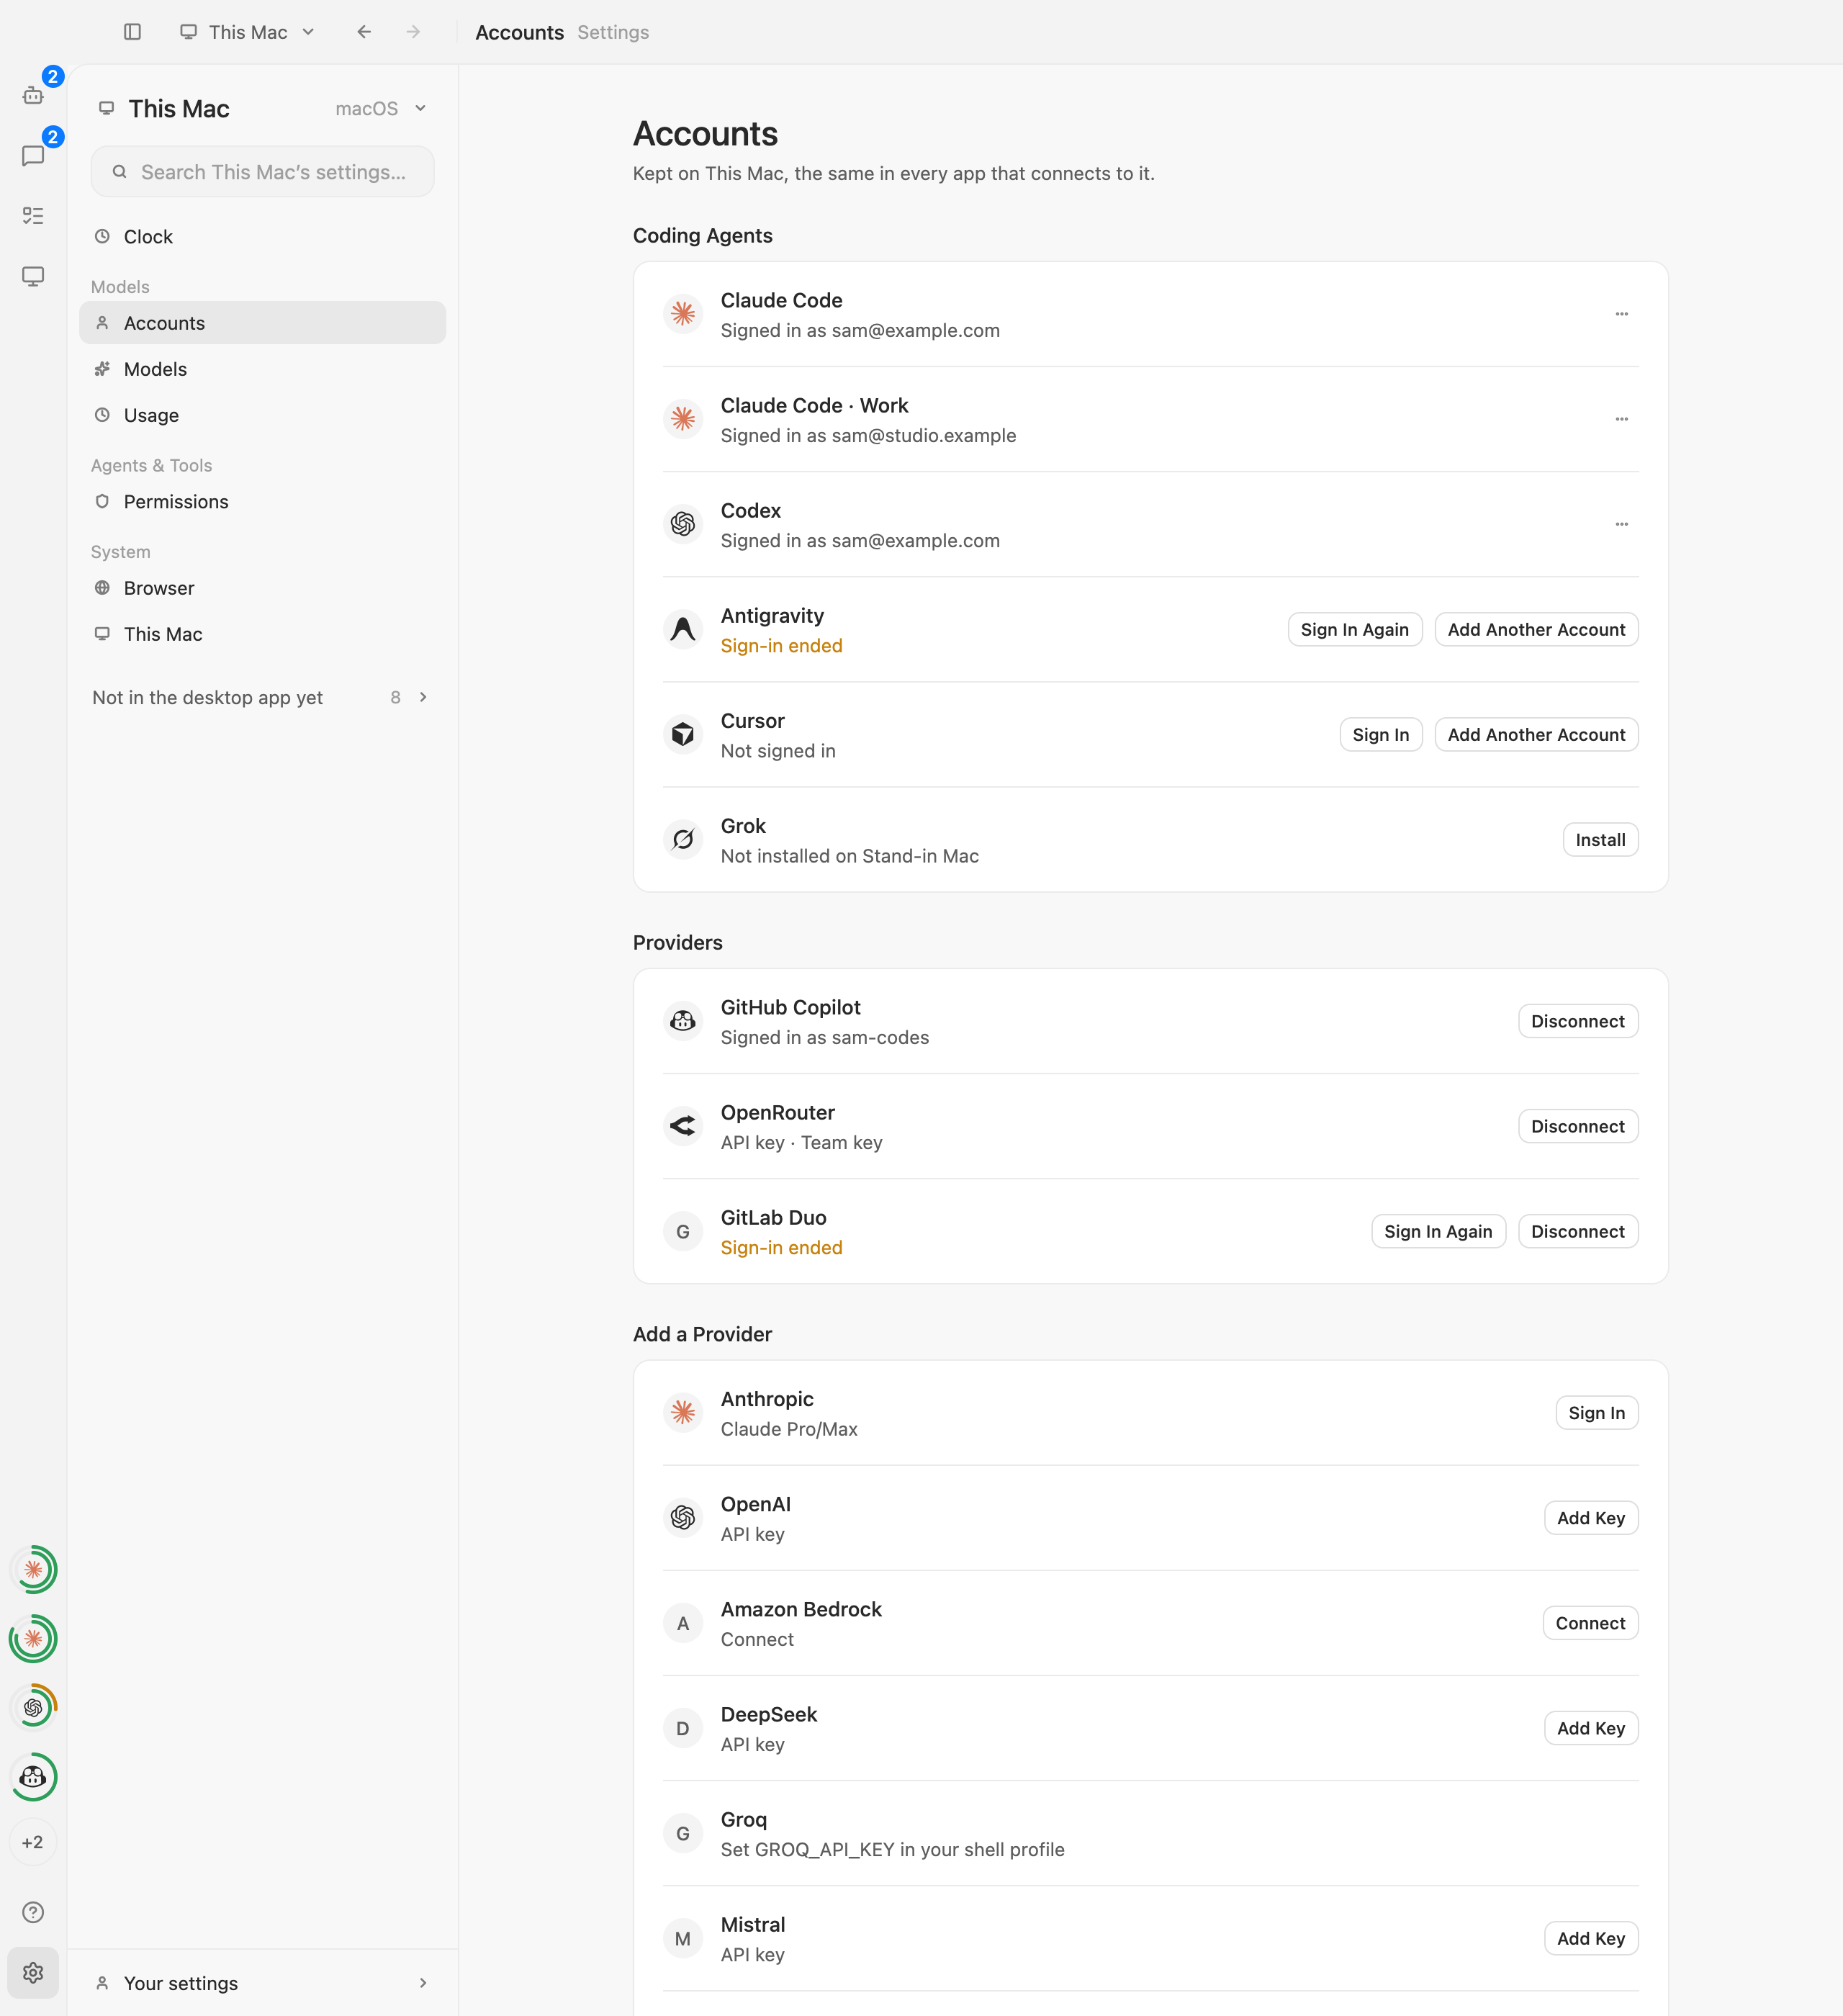 This Mac
Accounts Settings
2
2
This Mac
macOS
Search This Mac’s settings...
Clock
Models
Accounts
Models
Usage
Agents & Tools
Permissions
System
Browser
This Mac
Not in the desktop app yet 8
+2
Your settings
Accounts
Kept on This Mac, the same in every app that connects to it.
Coding Agents
Claude Code
Signed in as sam@example.com
Claude Code · Work
Signed in as sam@studio.example
Codex
Signed in as sam@example.com
Antigravity
Sign-in ended
Sign In Again
Add Another Account
Cursor
Not signed in
Sign In
Add Another Account
Grok
Not installed on Stand-in Mac
Install
Providers
GitHub Copilot
Signed in as sam-codes
Disconnect
OpenRouter
API key · Team key
Disconnect
G
GitLab Duo
Sign-in ended
Sign In Again
Disconnect
Add a Provider
Anthropic
Claude Pro/Max
Sign In
OpenAI
API key
Add Key
A
Amazon Bedrock
Connect
Connect
D
DeepSeek
API key
Add Key
G
Groq
Set GROQ_API_KEY in your shell profile
M
Mistral
API key
Add Key